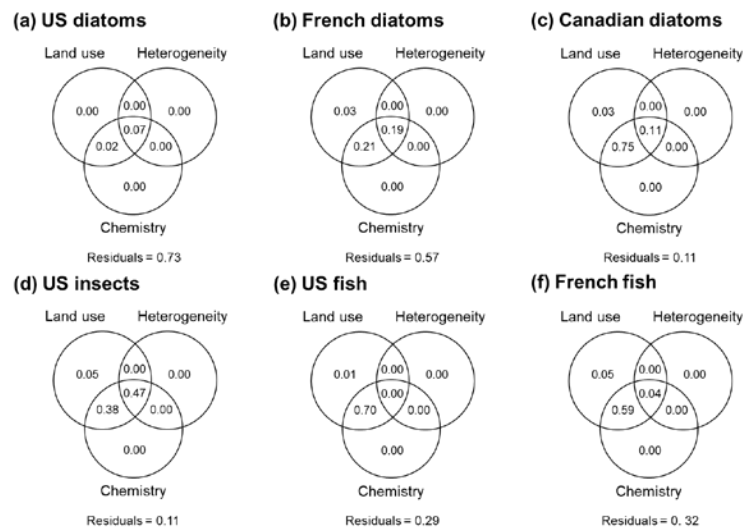 (a) US diatoms
(b) French diatoms
(c) Canadian diatoms
Land use Heterogeneity
Land use Heterogeneity
Land use Heterogeneity
0.00 0.00 0.00
0.03 0.00 0.00
0.03 0.00 0.00
0.07
0.19
0.11
0.02 0.00
0.21 0.00
0.75 0.00
0.00
0.00
0.00
Chemistry
Chemistry
Chemistry
Residuals = 0.73
Residuals = 0.57
Residuals = 0.11
(d) US insects
(e) US fish
(f) French fish
Land use Heterogeneity
Land use Heterogeneity
Land use Heterogeneity
0.05 0.00 0.00
0.01 0.00 0.00
0.05 0.00 0.00
0.47
0.00
0.04
0.38 0.00
0.70 0.00
0.59 0.00
0.00
0.00
0.00
Chemistry
Chemistry
Chemistry
Residuals = 0.11
Residuals = 0.29
Residuals = 0. 32